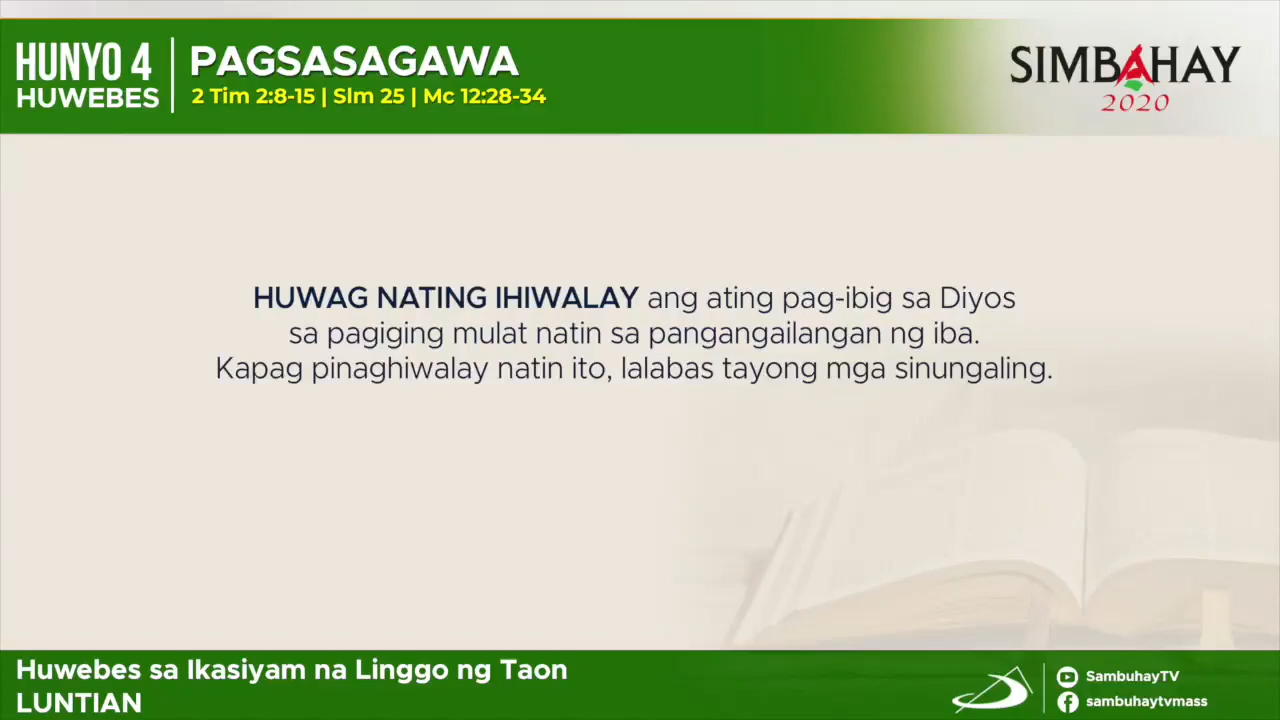 HUNYO 4
HUWEBES
PAGSASAGAWA
2 Tim 2:8-15 | Slm 25 | Mc 12:28-34
SIMBAHAY
2020
HUWAG NATING IHIWALAY ang ating pag-ibig sa Diyos
sa pagiging mulat natin sa pangangailangan ng iba.
Kapag pinaghiwalay natin ito, lalabas tayong mga sinungaling.
Huwebes sa Ikasiyam na Linggo ng Taon
LUNTIAN
SambuhayTV
sambuhaytvmass